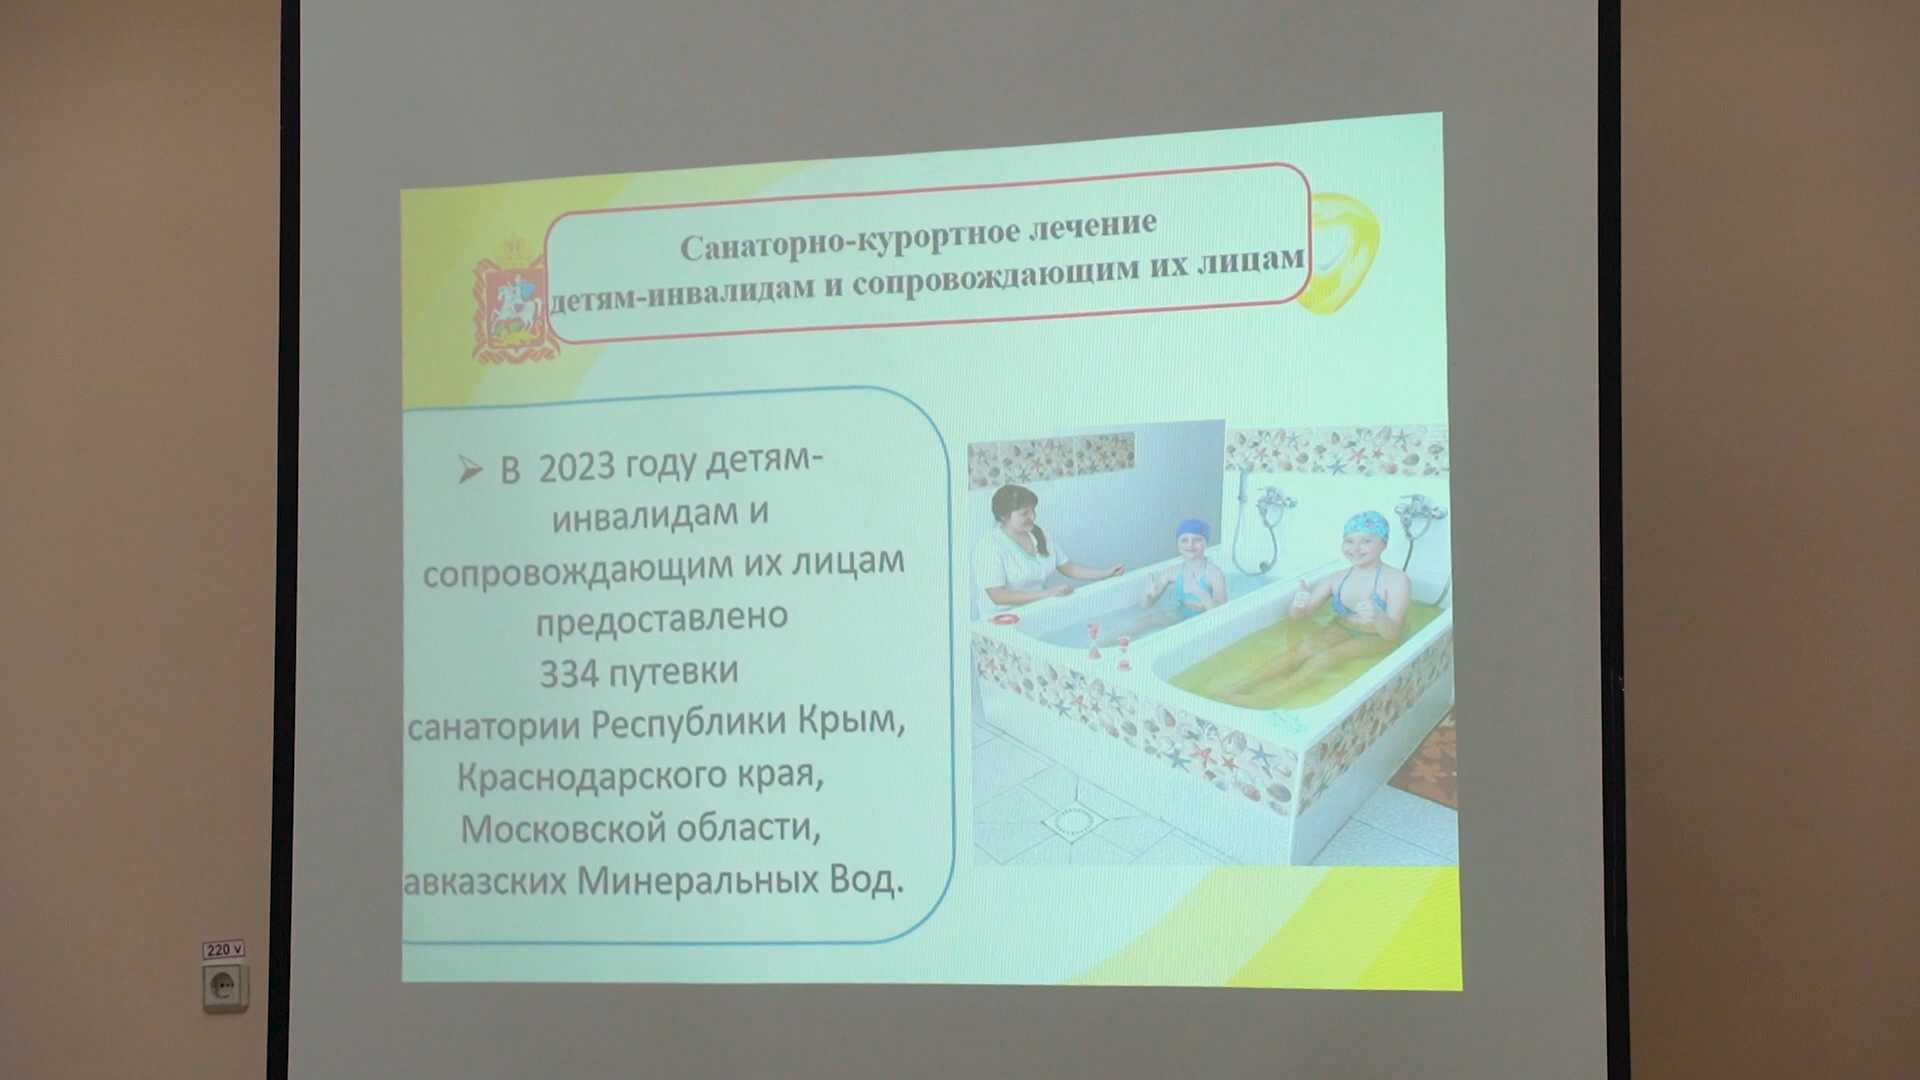 Санаторно-курортное лечение
детям-инвалидам и сопровождающим их лицам
➢ В 2023 году детям-
инвалидам и
сопровождающим их лицам
предоставлено
334 путевки
санатории Республики Крым,
Краснодарского края,
Московской области,
авказских Минеральных Вод.
220 v